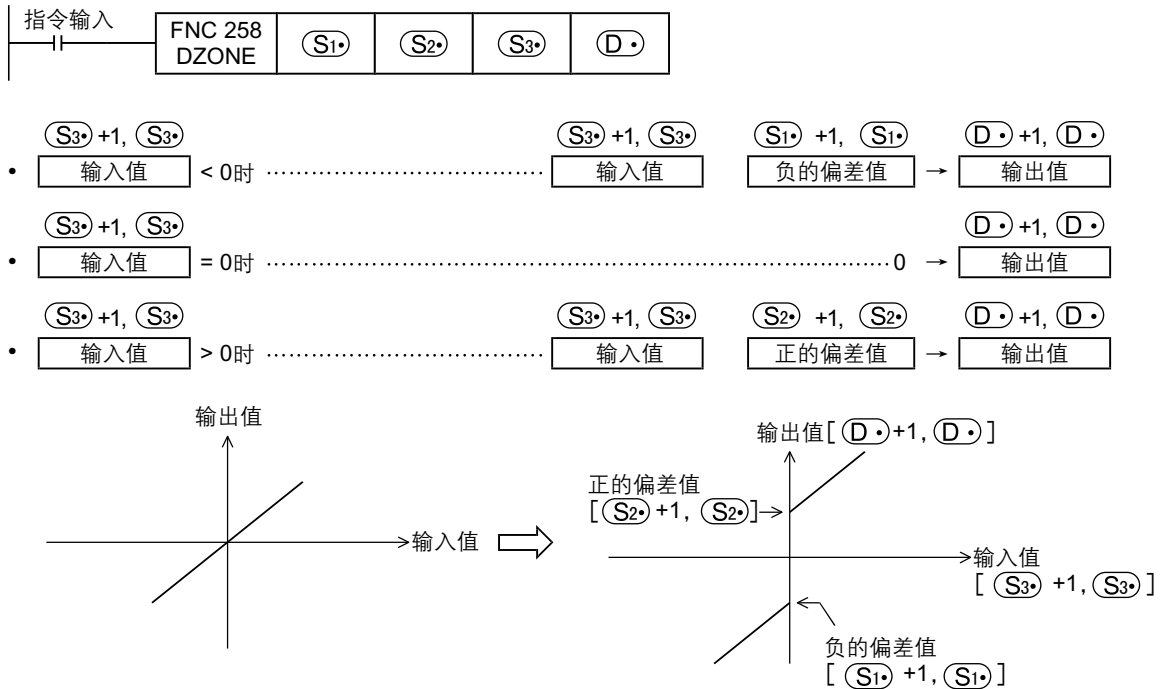 指令输入
FNC 258
DZONE
S1• S2• S3• D •
S3• +1, S3• S3• +1, S3• S1• +1, S1• D • +1, D •
• 输入值 < 0时 ………………………… 输入值 负的偏差值 → 输出值
S3• +1, S3• D • +1, D •
• 输入值 = 0时 ………………………………………………………… 0 → 输出值
S3• +1, S3• S3• +1, S3• S2• +1, S2• D • +1, D •
• 输入值 > 0时 ………………………… 输入值 正的偏差值 → 输出值
输出值
输入值
输出值[ D • +1, D • ]
正的偏差值
[ S2• +1, S2• ]
输入值
[ S3• +1, S3• ]
负的偏差值
[ S1• +1, S1• ]